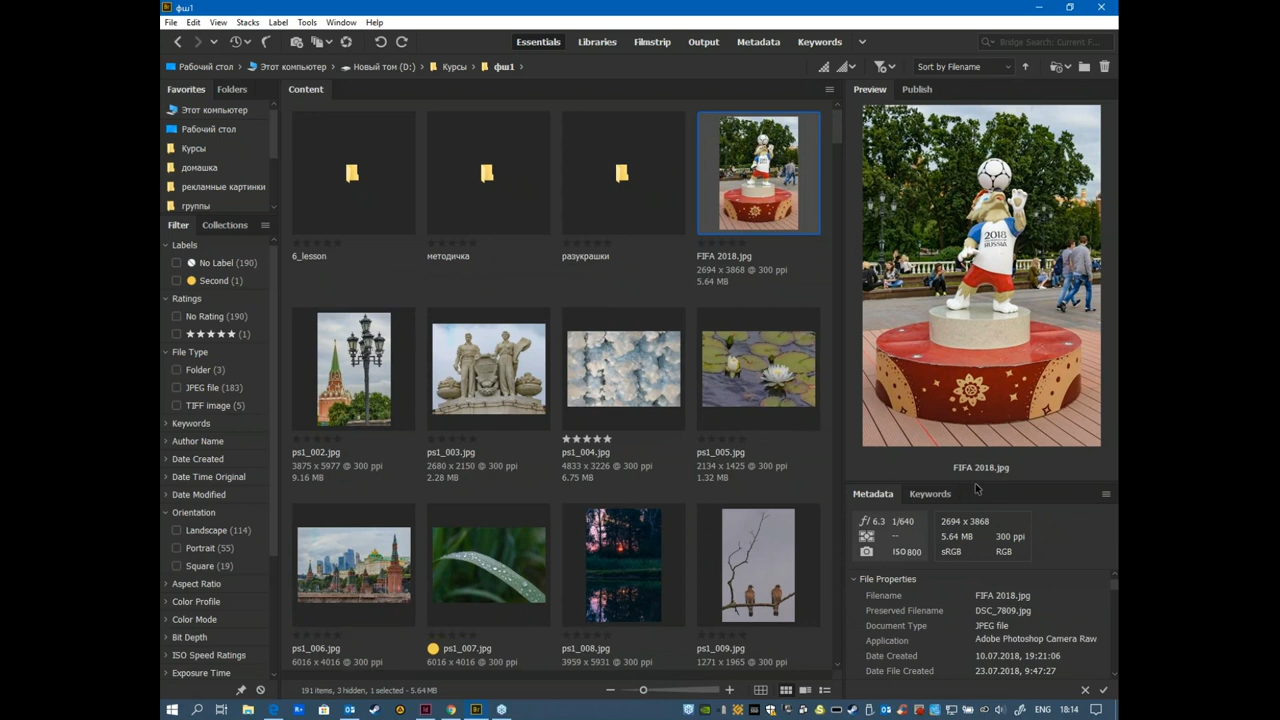 фш1
File Edit View Stacks Label Tools Window Help
Essentials Libraries Filmstrip Output Metadata Keywords
Bridge Search: Current F...
Рабочий стол Этот компьютер Новый том (D:) Курсы фш1
Sort by Filename
Favorites Folders
Этот компьютер
Рабочий стол
Курсы
домашка
рекламные картинки
группы
Filter Collections
Labels
No Label (190)
Second (1)
Ratings
No Rating (190)
★★★★★ (1)
File Type
Folder (3)
JPEG file (183)
TIFF image (5)
Keywords
Author Name
Date Created
Date Time Original
Date Modified
Orientation
Landscape (114)
Portrait (55)
Square (19)
Aspect Ratio
Color Profile
Color Mode
Bit Depth
ISO Speed Ratings
Exposure Time
Content
6_lesson
методичка
разукрашки
FIFA 2018.jpg
2694 x 3868 @ 300 ppi
5.64 MB
ps1_002.jpg
3875 x 5977 @ 300 ppi
9.16 MB
ps1_003.jpg
2680 x 2150 @ 300 ppi
2.28 MB
★★★★★
ps1_004.jpg
4833 x 3226 @ 300 ppi
6.75 MB
ps1_005.jpg
2134 x 1425 @ 300 ppi
1.32 MB
ps1_006.jpg
6016 x 4016 @ 300 ppi
ps1_007.jpg
6016 x 4016 @ 300 ppi
ps1_008.jpg
3959 x 5931 @ 300 ppi
ps1_009.jpg
1271 x 1965 @ 300 ppi
191 items, 3 hidden, 1 selected - 5.64 MB
Preview Publish
2018
RUSSIA
FIFA 2018.jpg
Metadata Keywords
f/ 6.3 1/640
--
ISO800
2694 x 3868
5.64 MB 300 ppi
sRGB RGB
File Properties
Filename FIFA 2018.jpg
Preserved Filename DSC_7809.jpg
Document Type JPEG file
Application Adobe Photoshop Camera Raw
Date Created 10.07.2018, 19:21:06
Date File Created 23.07.2018, 9:47:27
ENG 18:14